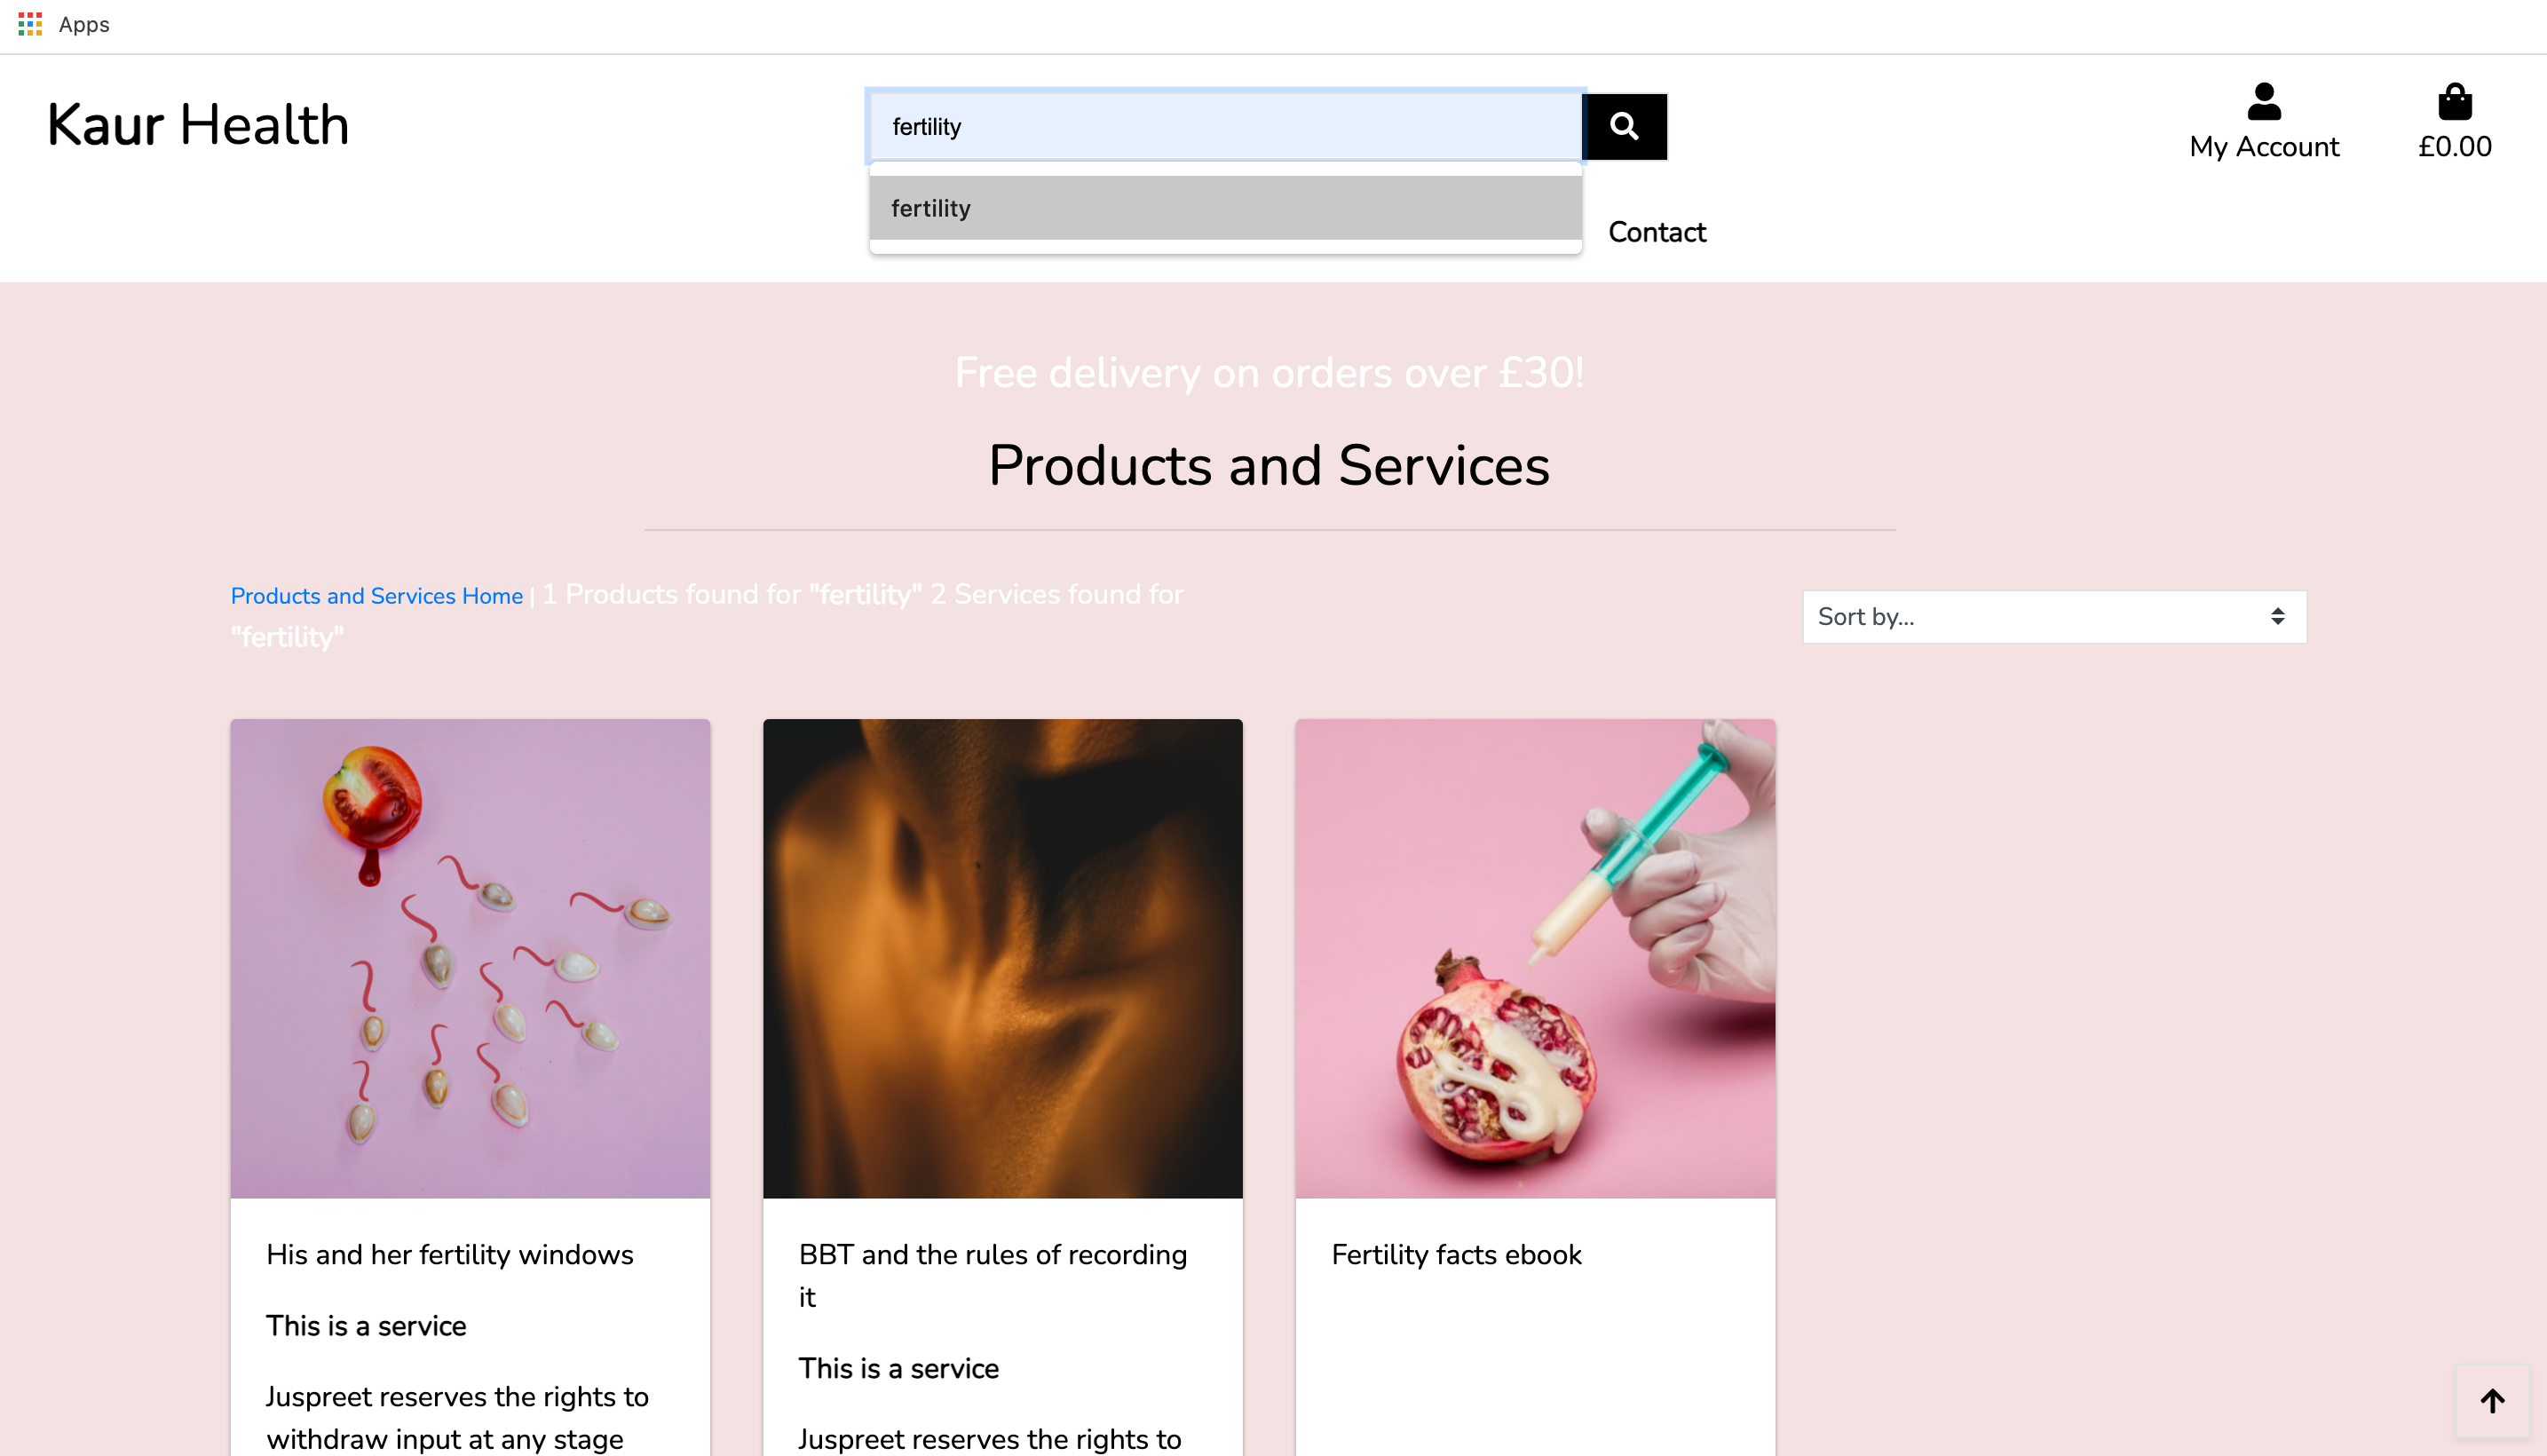 Apps
Kaur Health
fertility
My Account
£0.00
fertility
Contact
Free delivery on orders over £30!
Products and Services
Products and Services Home | 1 Products found for "fertility" 2 Services found for
"fertility"
Sort by...
His and her fertility windows
This is a service
Juspreet reserves the rights to
withdraw input at any stage
BBT and the rules of recording
it
This is a service
Juspreet reserves the rights to
Fertility facts ebook